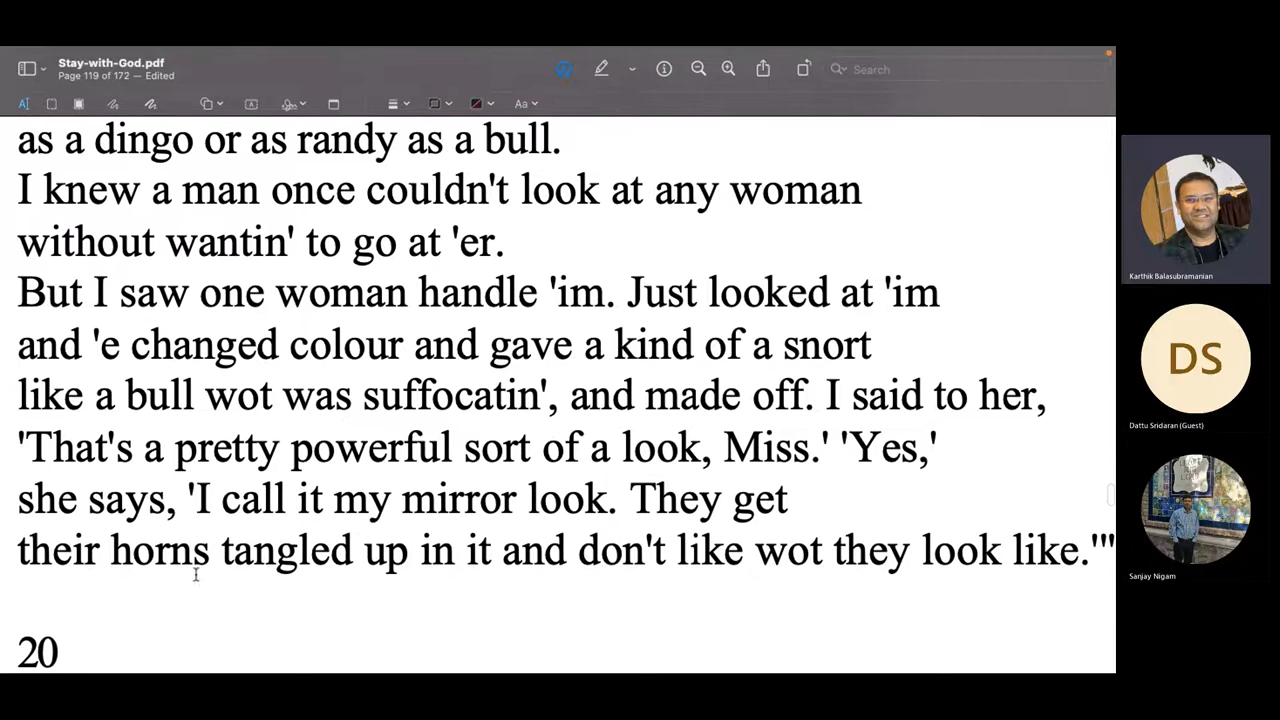 Stay-with-God.pdf
Page 119 of 172 — Edited
Search
Aa
as a dingo or as randy as a bull.
I knew a man once couldn't look at any woman
without wantin' to go at 'er.
But I saw one woman handle 'im. Just looked at 'im
and 'e changed colour and gave a kind of a snort
like a bull wot was suffocatin', and made off. I said to her,
'That's a pretty powerful sort of a look, Miss.' 'Yes,'
she says, 'I call it my mirror look. They get
their horns tangled up in it and don't like wot they look like.'"
20
Karthik Balasubramanian
DS
Dattu Sridaran (Guest)
Sanjay Nigam